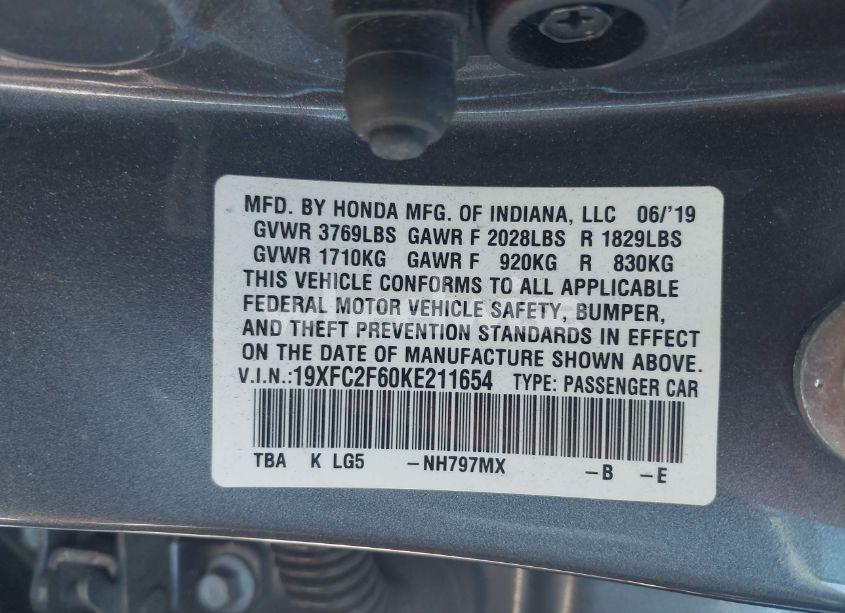 MFD. BY HONDA MFG. OF INDIANA, LLC 06/'19
GVWR 3769LBS GAWR F 2028LBS R 1829LBS
GVWR 1710KG GAWR F 920KG R 830KG
THIS VEHICLE CONFORMS TO ALL APPLICABLE
FEDERAL MOTOR VEHICLE SAFETY, BUMPER,
AND THEFT PREVENTION STANDARDS IN EFFECT
ON THE DATE OF MANUFACTURE SHOWN ABOVE.
V.I.N.:19XFC2F60KE211654 TYPE: PASSENGER CAR
TBA K LG5 -NH797MX -B -E